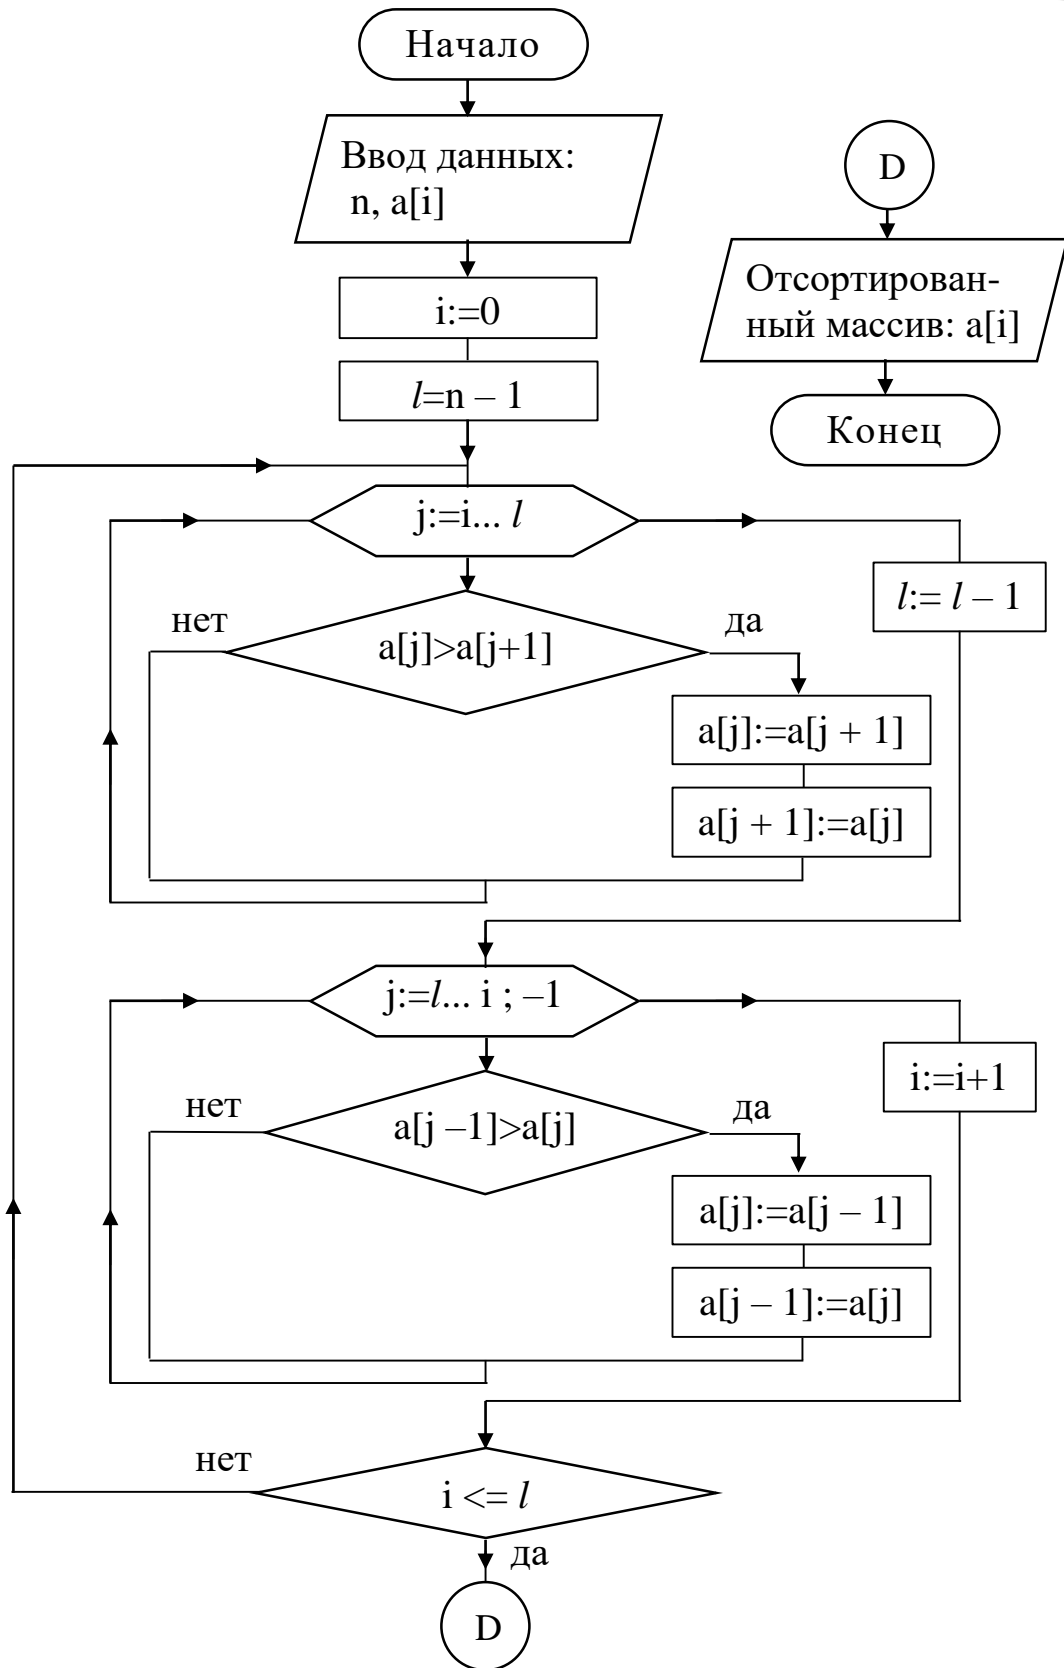 Начало
Ввод данных:
n, a[i]
i:=0
l=n – 1
j:=i... l
нет
a[j]>a[j+1]
да
l:= l – 1
a[j]:=a[j + 1]
a[j + 1]:=a[j]
j:=l... i ; –1
нет
a[j –1]>a[j]
да
i:=i+1
a[j]:=a[j – 1]
a[j – 1]:=a[j]
нет
i <= l
да
D
D
Отсортирован-
ный массив: a[i]
Конец